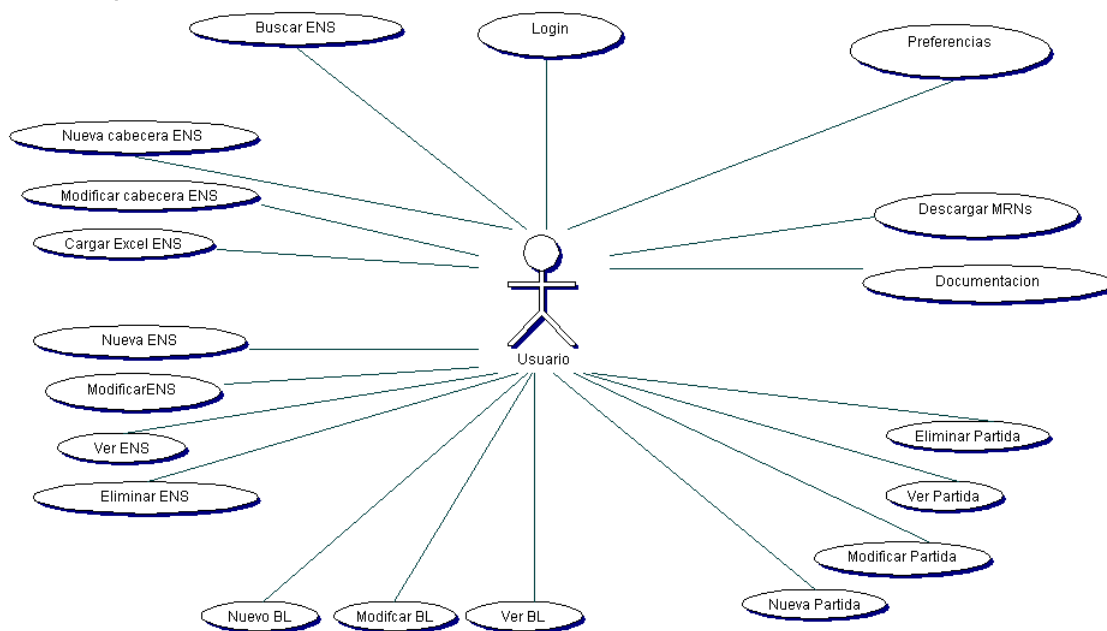 Buscar ENS
Login
Preferencias
Nueva cabecera ENS
Modificar cabecera ENS
Cargar Excel ENS
Descargar MRNs
Documentacion
Usuario
Nueva ENS
ModificarENS
Ver ENS
Eliminar ENS
Eliminar Partida
Ver Partida
Modificar Partida
Nueva Partida
Nuevo BL
Modifcar BL
Ver BL